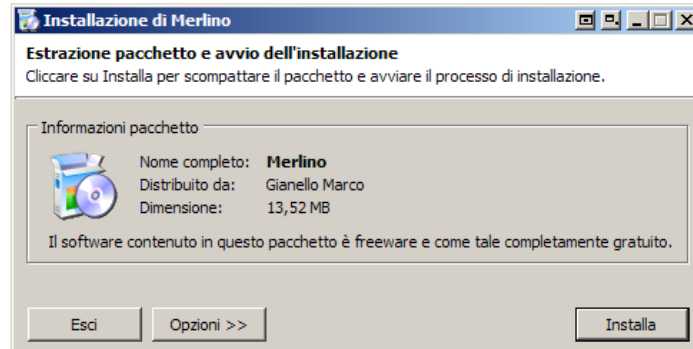 Installazione di Merlino
Estrazione pacchetto e avvio dell'installazione
Cliccare su Installa per scompattare il pacchetto e avviare il processo di installazione.
Informazioni pacchetto
Nome completo: Merlino
Distribuito da: Gianello Marco
Dimensione: 13,52 MB
Il software contenuto in questo pacchetto è freeware e come tale completamente gratuito.
Esci Opzioni >> Installa